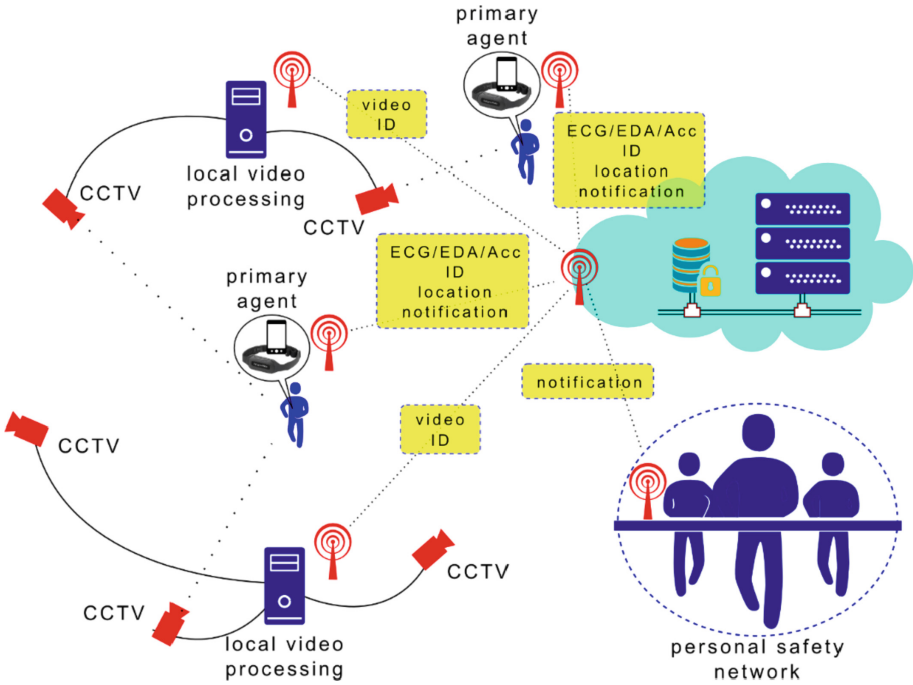 primary
agent
video
ID
ECG/EDA/Acc
ID
location
notification
CCTV
local video
processing
CCTV
ECG/EDA/Acc
ID
location
notification
primary
agent
notification
video
ID
CCTV
CCTV
CCTV
local video
processing
personal safety
network